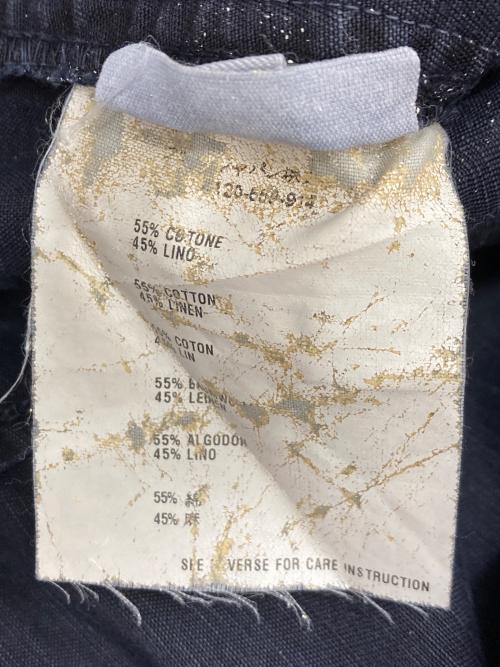 55% COTONE
45% LINO
55% COTTON
45% LINEN
COTON
LIN
55%
45%
55% ALGODON
45% LINO
55% 綿
45% 麻
SEE REVERSE FOR CARE INSTRUCTION